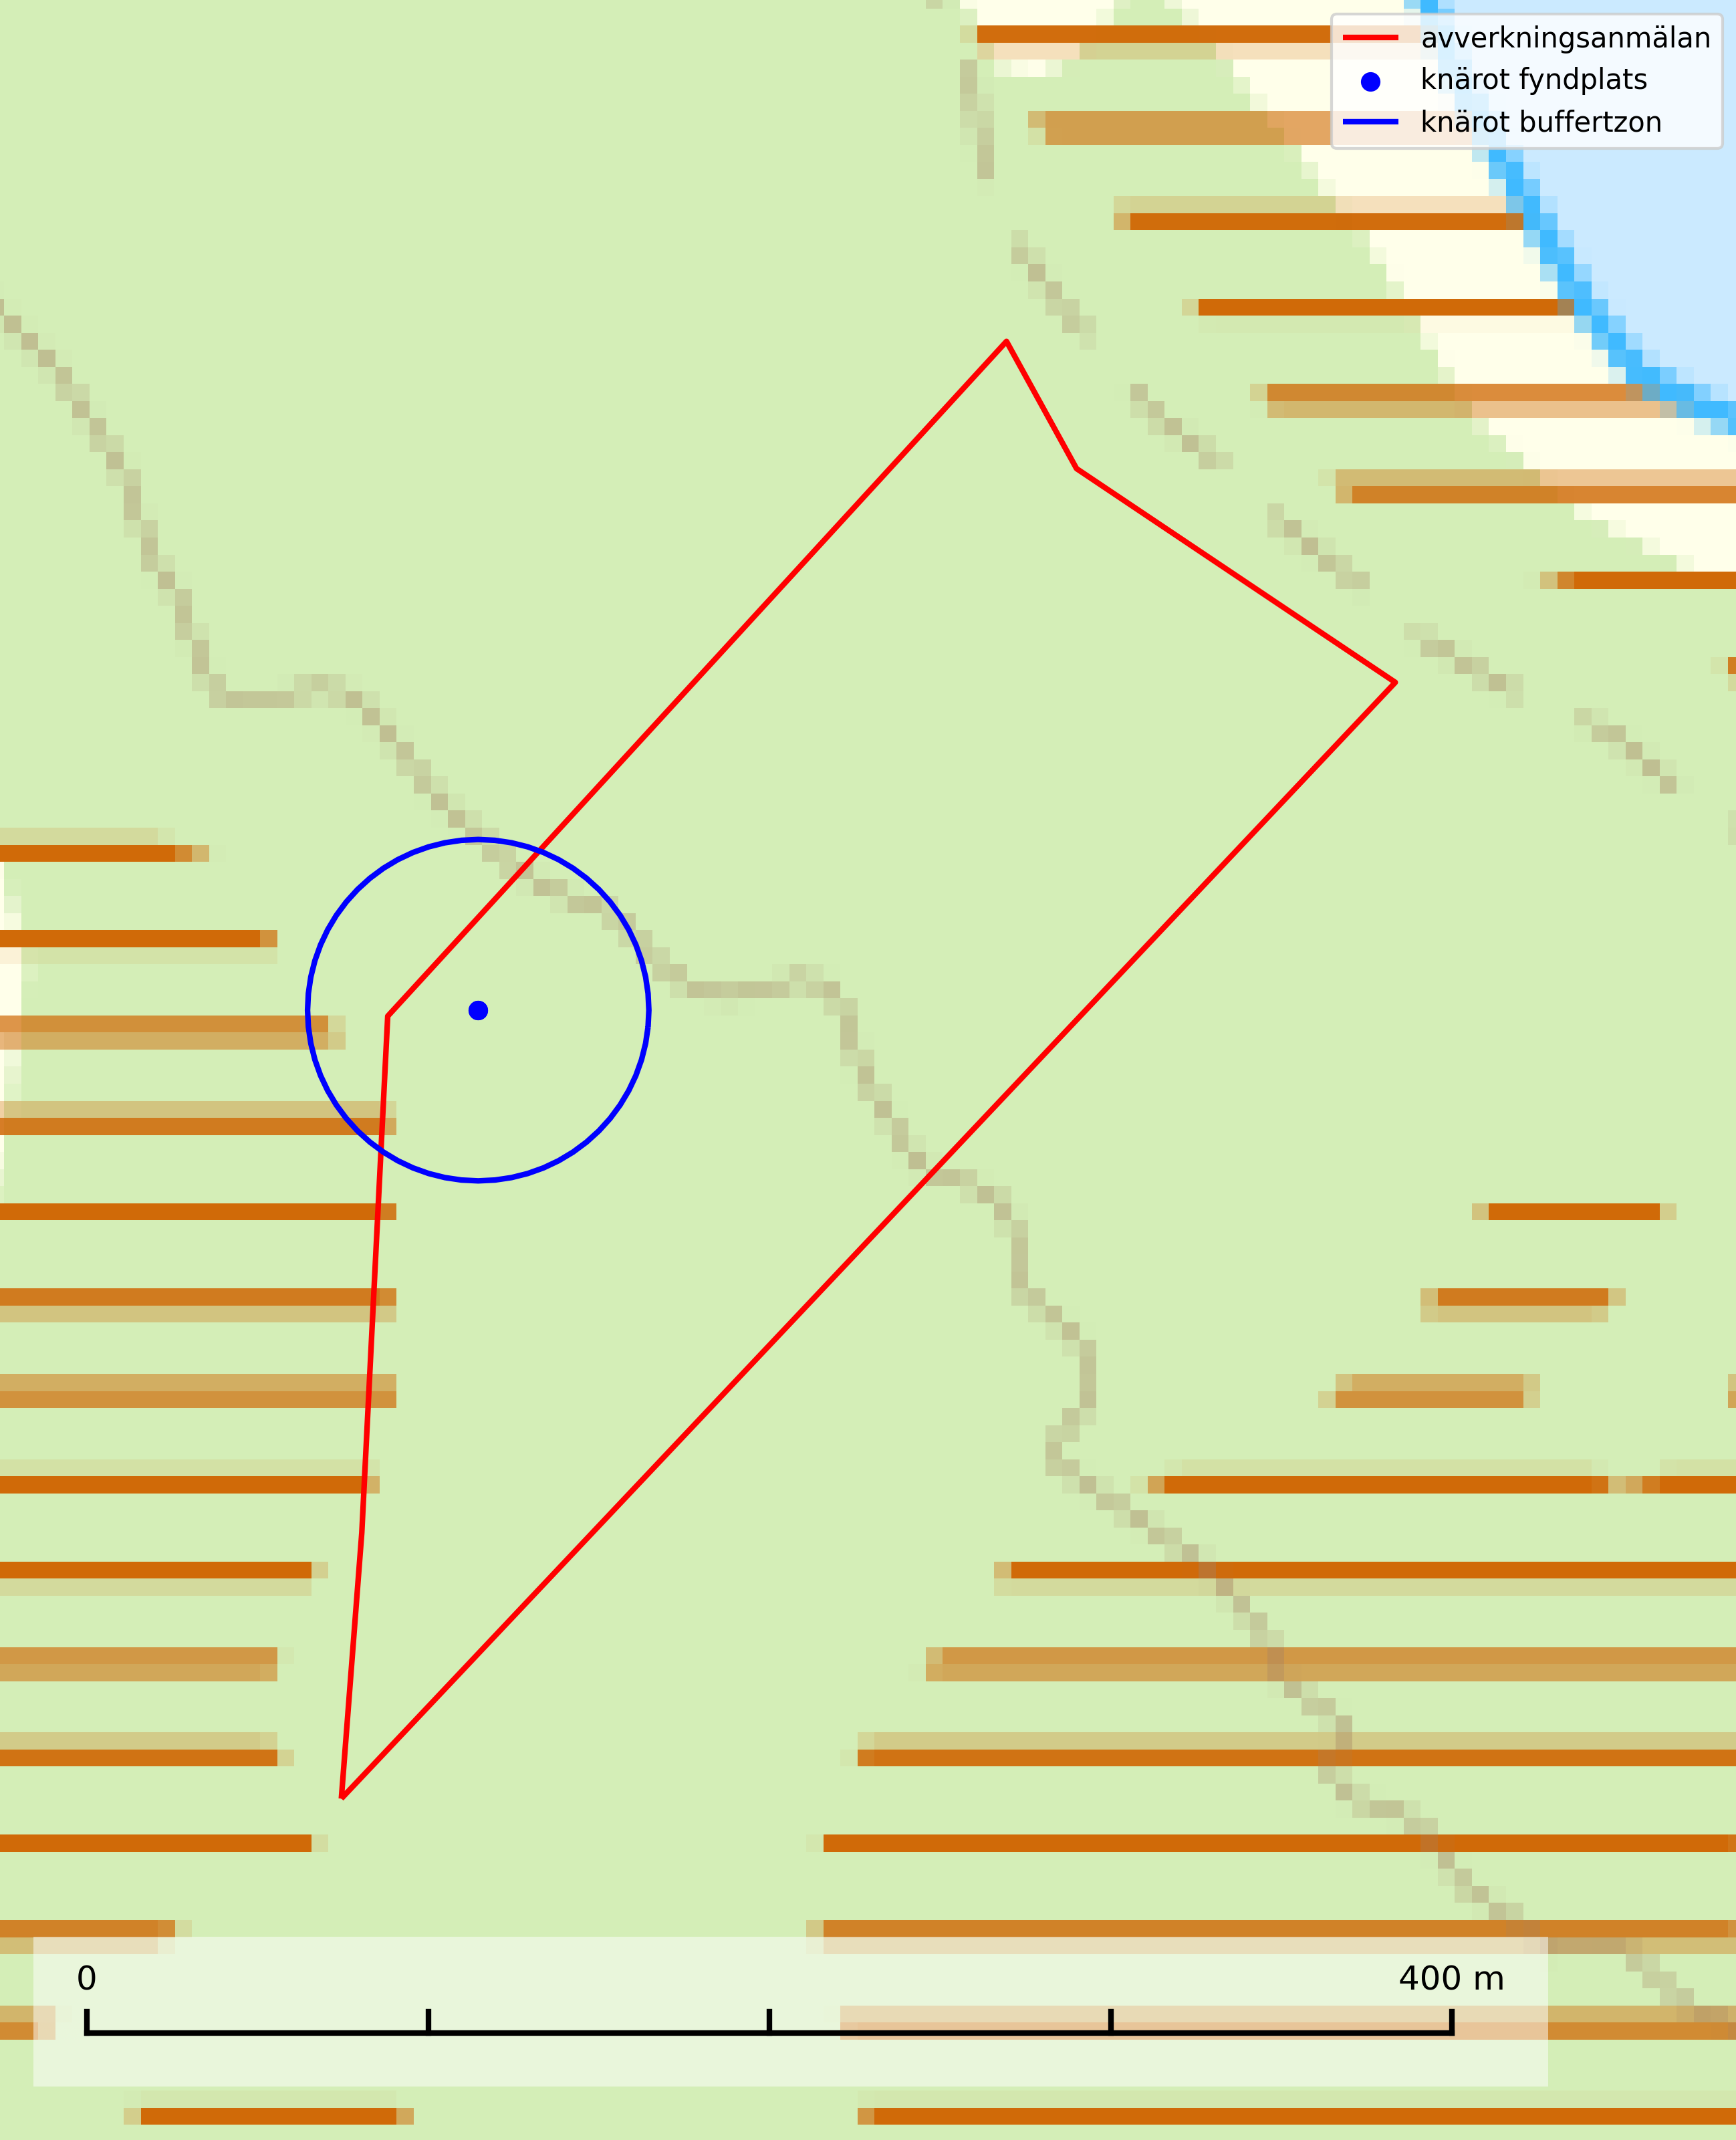 avverkningsanmälan
knärot fyndplats
knärot buffertzon
0
400 m